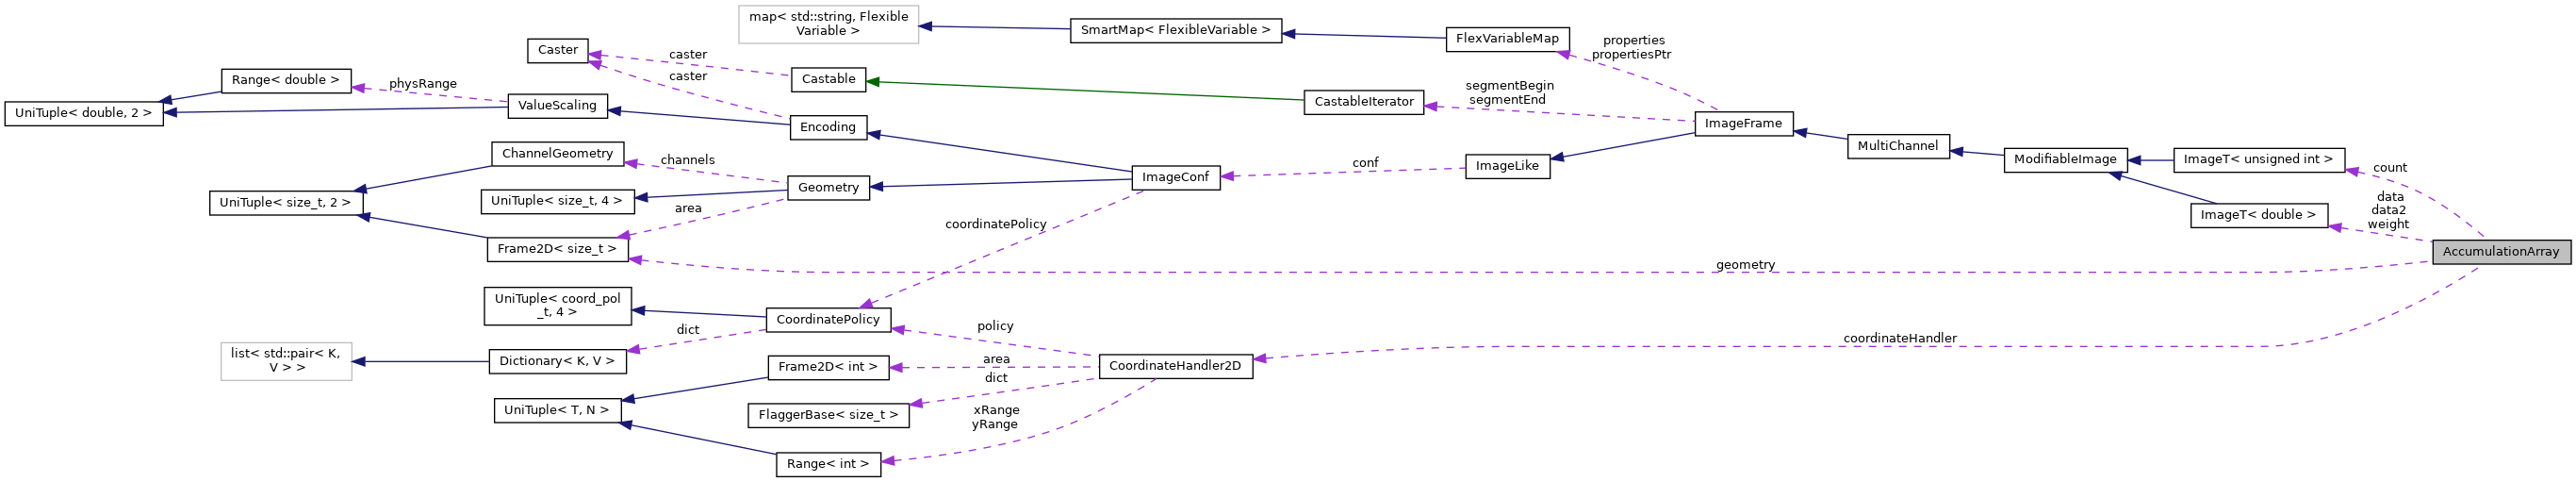 map< std::string, Flexible
Variable >
SmartMap< FlexibleVariable >
FlexVariableMap
properties
propertiesPtr
Caster
caster
caster
Castable
Range< double >
physRange
segmentBegin
segmentEnd
CastableIterator
UniTuple< double, 2 >
ValueScaling
Encoding
ImageFrame
MultiChannel
ChannelGeometry
channels
conf
ImageLike
ModifiableImage
ImageT< unsigned int >
count
ImageConf
Geometry
UniTuple< size_t, 2 >
UniTuple< size_t, 4 >
area
ImageT< double >
data
data2
weight
coordinatePolicy
Frame2D< size_t >
geometry
AccumulationArray
UniTuple< coord_pol
_t, 4 >
CoordinatePolicy
policy
dict
coordinateHandler
list< std::pair< K,
V > >
Dictionary< K, V >
Frame2D< int >
area
CoordinateHandler2D
dict
UniTuple< T, N >
FlaggerBase< size_t >
xRange
yRange
Range< int >